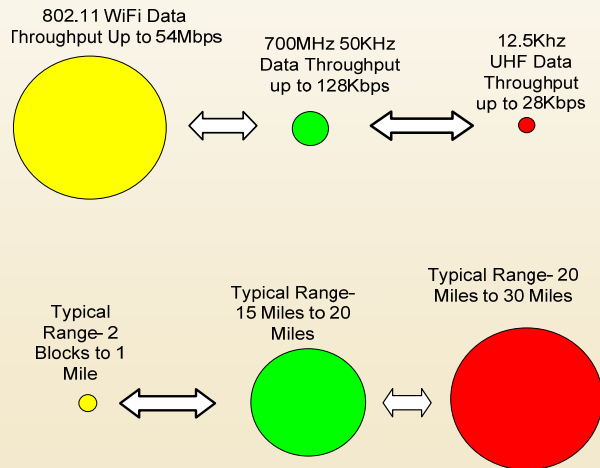 802.11 WiFi Data
Throughput Up to 54Mbps
700MHz 50KHz
Data Throughput
up to 128Kbps
12.5Khz
UHF Data
Throughput
up to 28Kbps
Typical
Range- 2
Blocks to 1
Mile
Typical Range-
15 Miles to 20
Miles
Typical Range- 20
Miles to 30 Miles